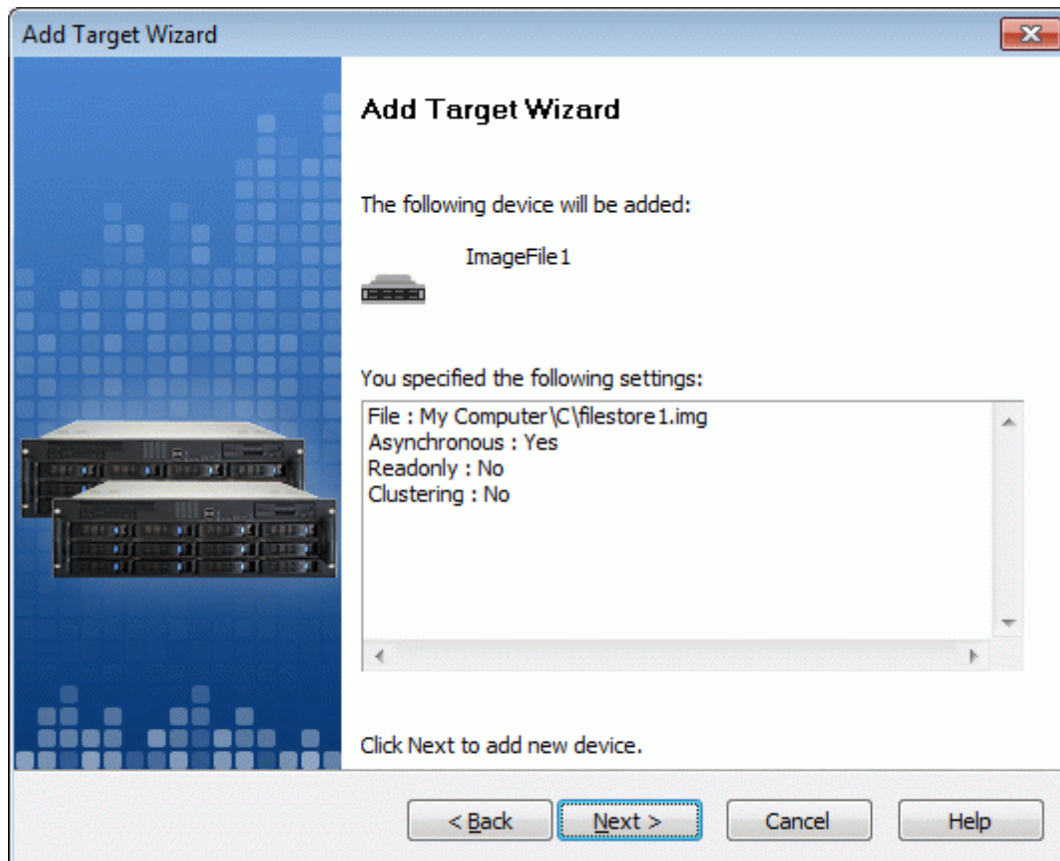 Add Target Wizard
Add Target Wizard
The following device will be added:
ImageFile1
You specified the following settings:
File : My Computer\C\filestore1.img
Asynchronous : Yes
Readonly : No
Clustering : No
Click Next to add new device.
< Back
Next >
Cancel
Help